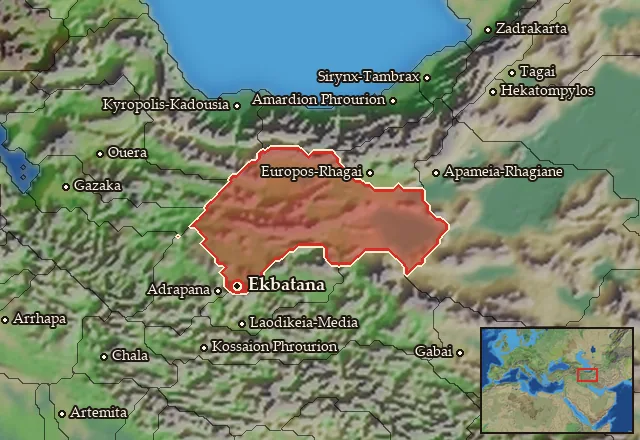 Zadrakarta
Sirynx-Tambrax
Tagai
Hekatompylos
Kyropolis-Kadousia
Amardion Phrourion
Ouera
Europos-Rhagai
Apameia-Rhagiane
Gazaka
Adrapana
Ekbatana
Arrhapa
Laodikeia-Media
Chala
Kossaion Phrourion
Gabai
Artemita